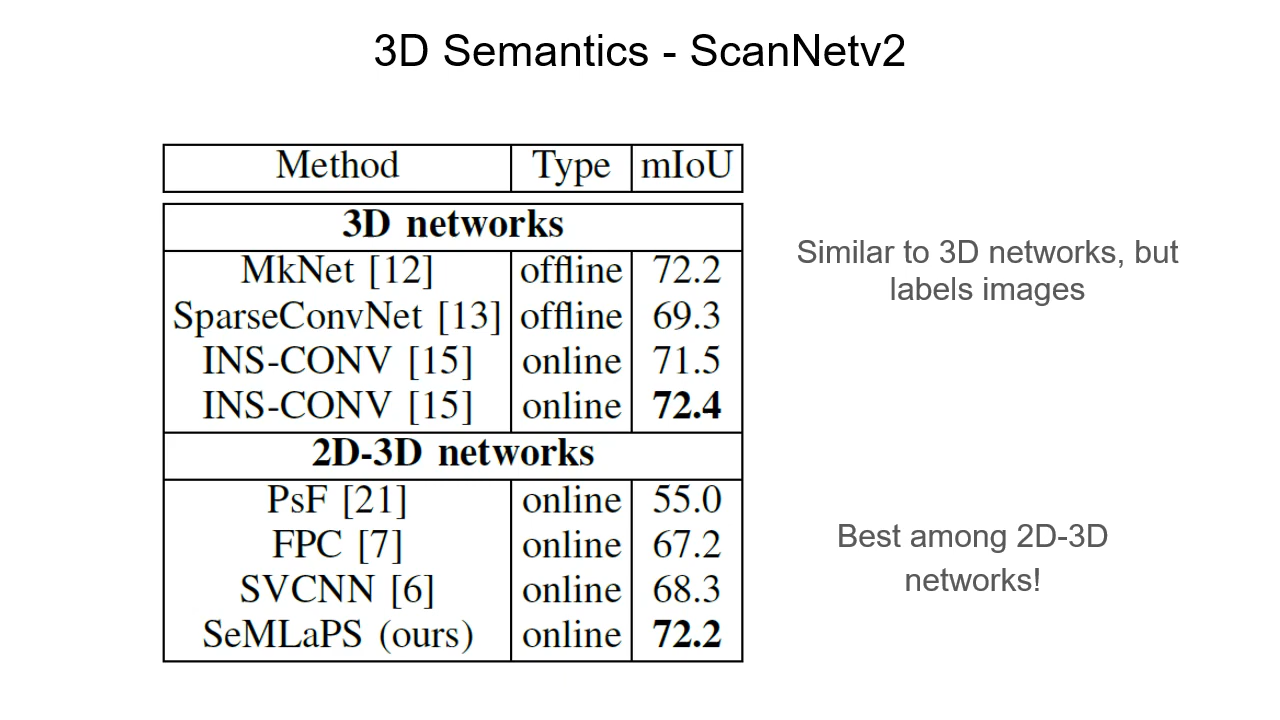 3D Semantics - ScanNetv2
Method Type mIoU
3D networks
MkNet [12] offline 72.2
SparseConvNet [13] offline 69.3
INS-CONV [15] online 71.5
INS-CONV [15] online 72.4
2D-3D networks
PsF [21] online 55.0
FPC [7] online 67.2
SVCNN [6] online 68.3
SeMLaPS (ours) online 72.2
Similar to 3D networks, but
labels images
Best among 2D-3D
networks!